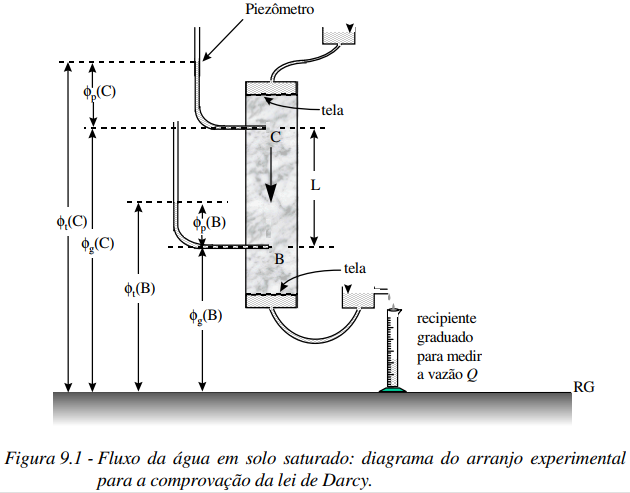 Piezômetro
ϕp(C)
tela
C
L
ϕt(C)
ϕg(C)
ϕp(B)
B
tela
ϕt(B)
ϕg(B)
recipiente
graduado
para medir
a vazão Q
RG
Figura 9.1 - Fluxo da água em solo saturado: diagrama do arranjo experimental
para a comprovação da lei de Darcy.